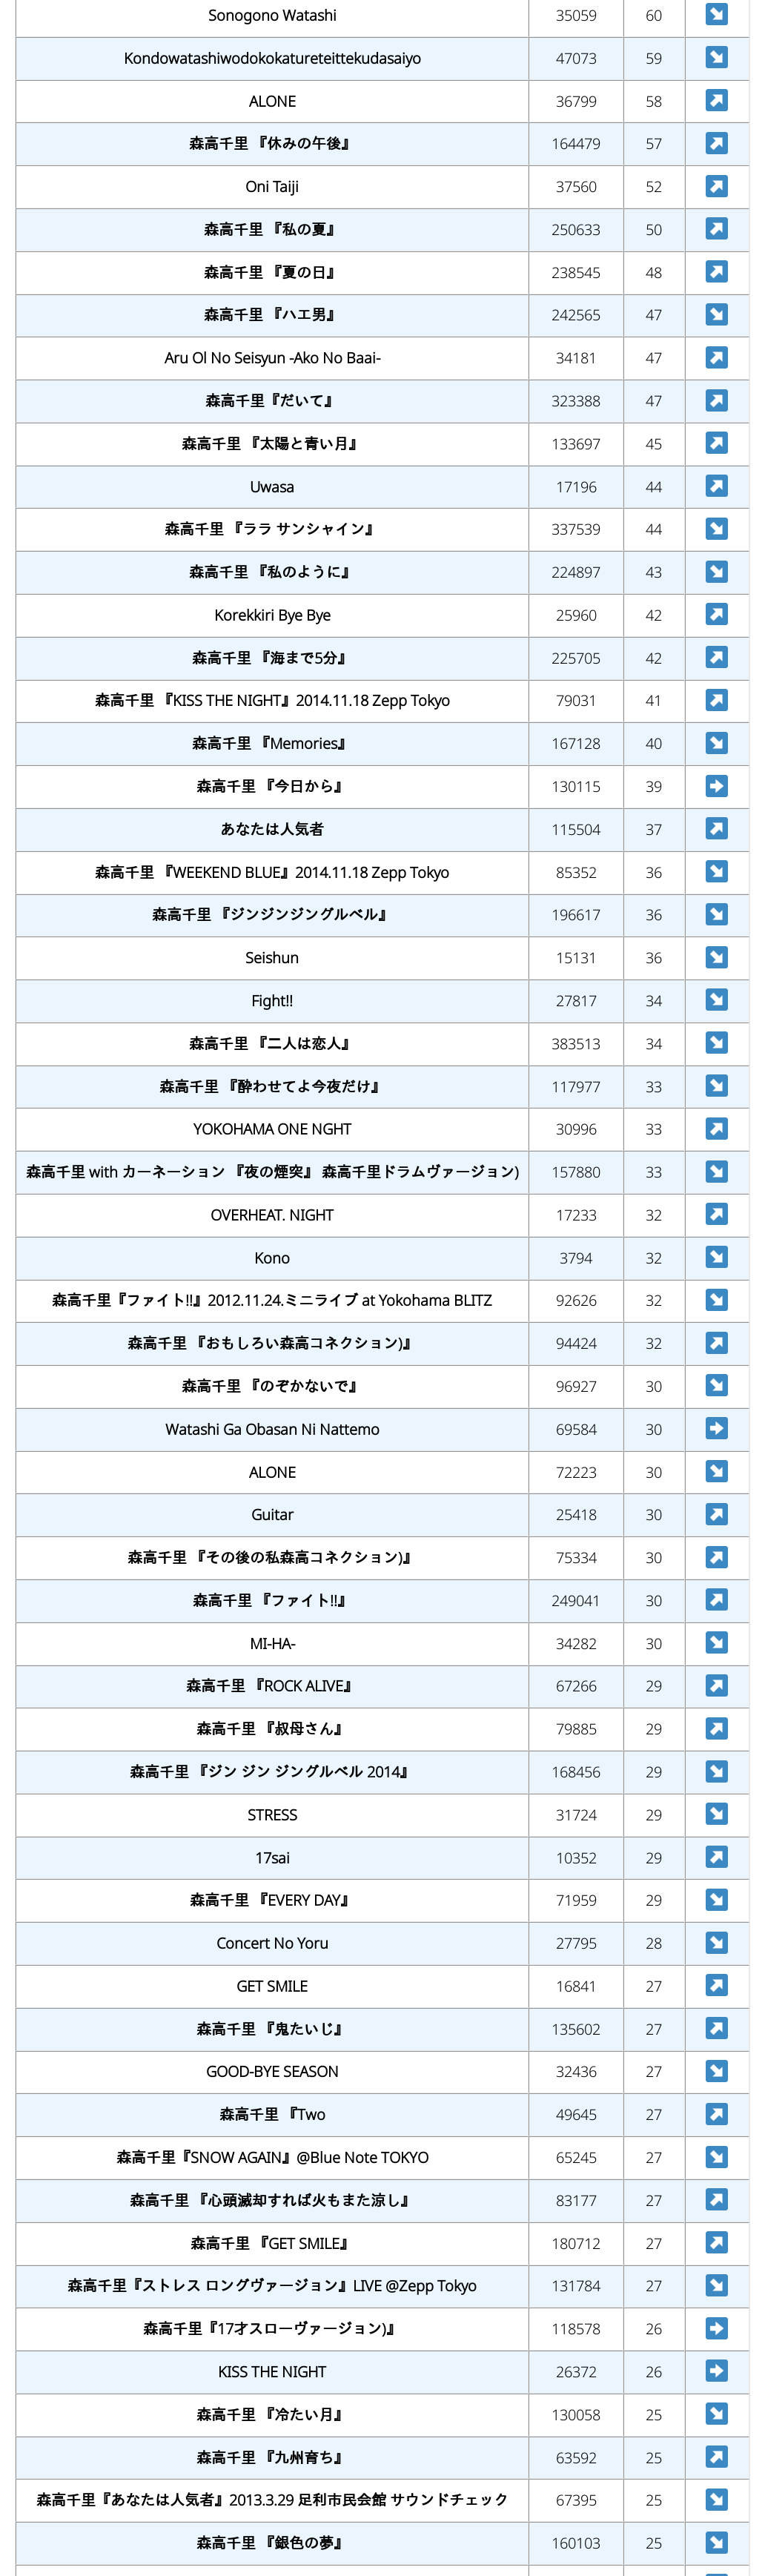 Sonogono Watashi 35059 60
Kondowatashiwodokokatureteittekudasaiyo 47073 59
ALONE 36799 58
森高千里 『休みの午後』 164479 57
Oni Taiji 37560 52
森高千里 『私の夏』 250633 50
森高千里 『夏の日』 238545 48
森高千里 『ハエ男』 242565 47
Aru Ol No Seisyun -Ako No Baai- 34181 47
森高千里『だいて』 323388 47
森高千里 『太陽と青い月』 133697 45
Uwasa 17196 44
森高千里 『ララ サンシャイン』 337539 44
森高千里 『私のように』 224897 43
Korekkiri Bye Bye 25960 42
森高千里 『海まで5分』 225705 42
森高千里 『KISS THE NIGHT』2014.11.18 Zepp Tokyo 79031 41
森高千里 『Memories』 167128 40
森高千里 『今日から』 130115 39
あなたは人気者 115504 37
森高千里 『WEEKEND BLUE』2014.11.18 Zepp Tokyo 85352 36
森高千里 『ジンジンジングルベル』 196617 36
Seishun 15131 36
Fight!! 27817 34
森高千里 『二人は恋人』 383513 34
森高千里 『酔わせてよ今夜だけ』 117977 33
YOKOHAMA ONE NGHT 30996 33
森高千里 with カーネーション 『夜の煙突』 森高千里ドラムヴァージョン) 157880 33
OVERHEAT. NIGHT 17233 32
Kono 3794 32
森高千里『ファイト!!』2012.11.24.ミニライブ at Yokohama BLITZ 92626 32
森高千里 『おもしろい森高コネクション)』 94424 32
森高千里 『のぞかないで』 96927 30
Watashi Ga Obasan Ni Nattemo 69584 30
ALONE 72223 30
Guitar 25418 30
森高千里 『その後の私森高コネクション)』 75334 30
森高千里 『ファイト!!』 249041 30
MI-HA- 34282 30
森高千里 『ROCK ALIVE』 67266 29
森高千里 『叔母さん』 79885 29
森高千里 『ジン ジン ジングルベル 2014』 168456 29
STRESS 31724 29
17sai 10352 29
森高千里 『EVERY DAY』 71959 29
Concert No Yoru 27795 28
GET SMILE 16841 27
森高千里 『鬼たいじ』 135602 27
GOOD-BYE SEASON 32436 27
森高千里 『Two 49645 27
森高千里『SNOW AGAIN』@Blue Note TOKYO 65245 27
森高千里 『心頭滅却すれば火もまた涼し』 83177 27
森高千里 『GET SMILE』 180712 27
森高千里『ストレス ロングヴァージョン』LIVE @Zepp Tokyo 131784 27
森高千里『17才スローヴァージョン)』 118578 26
KISS THE NIGHT 26372 26
森高千里 『冷たい月』 130058 25
森高千里 『九州育ち』 63592 25
森高千里『あなたは人気者』2013.3.29 足利市民会館 サウンドチェック 67395 25
森高千里 『銀色の夢』 160103 25